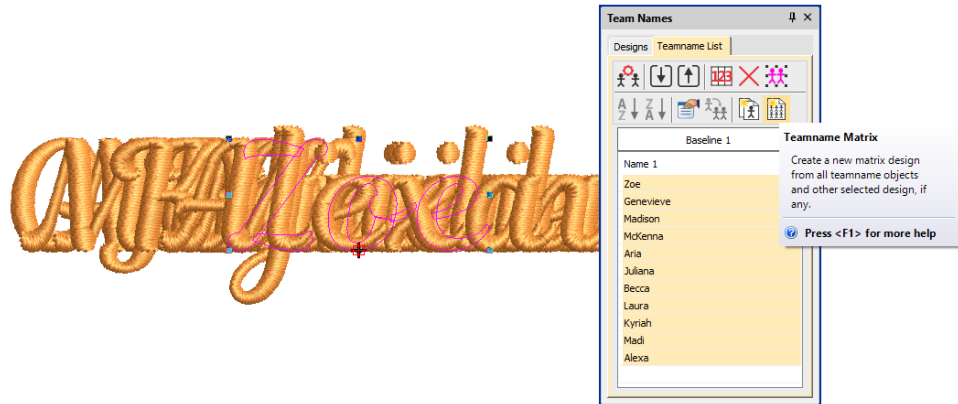 Team Names
Designs Teamname List
123
A Z Z A
Baseline 1
Name 1
Zoe
Genevieve
Madison
McKenna
Aria
Juliana
Becca
Laura
Kyriah
Madi
Alexa
Teamname Matrix
Create a new matrix design
from all teamname objects
and other selected design, if
any.
Press <F1> for more help
Zoe